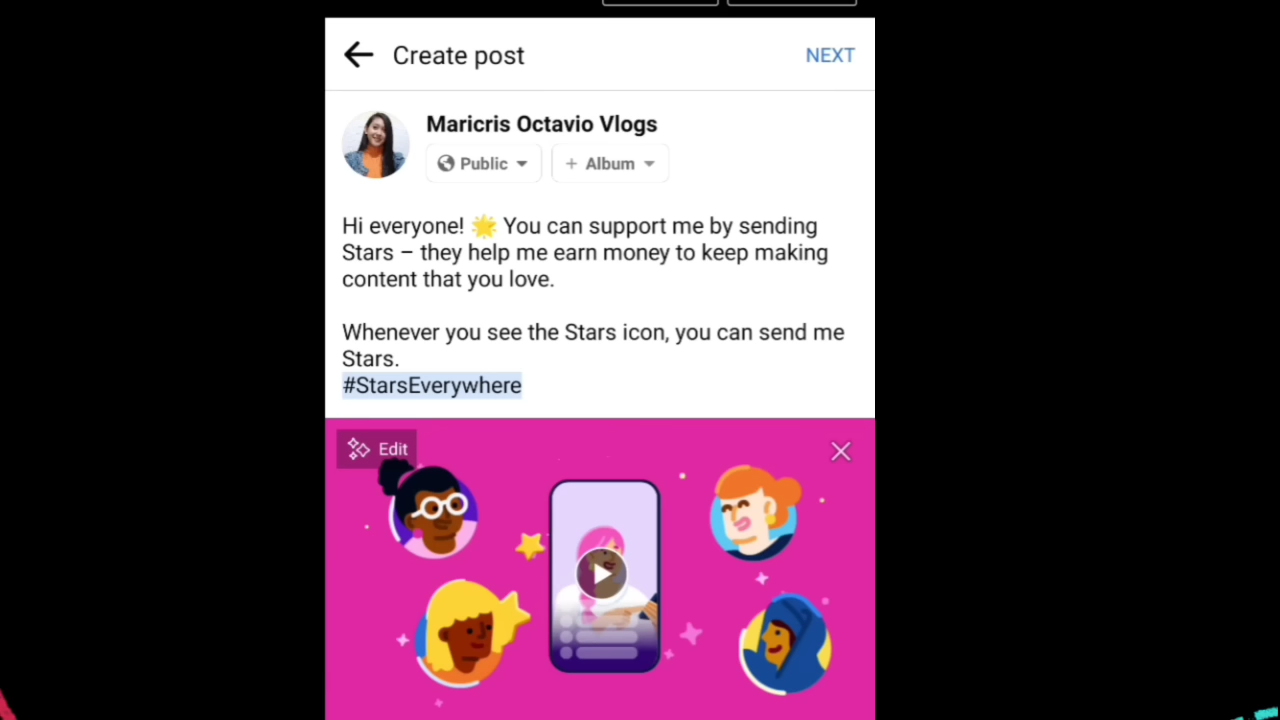 Create post
NEXT
Maricris Octavio Vlogs
Public
+ Album
Hi everyone! 🌟 You can support me by sending
Stars – they help me earn money to keep making
content that you love.
Whenever you see the Stars icon, you can send me
Stars.
#StarsEverywhere
Edit